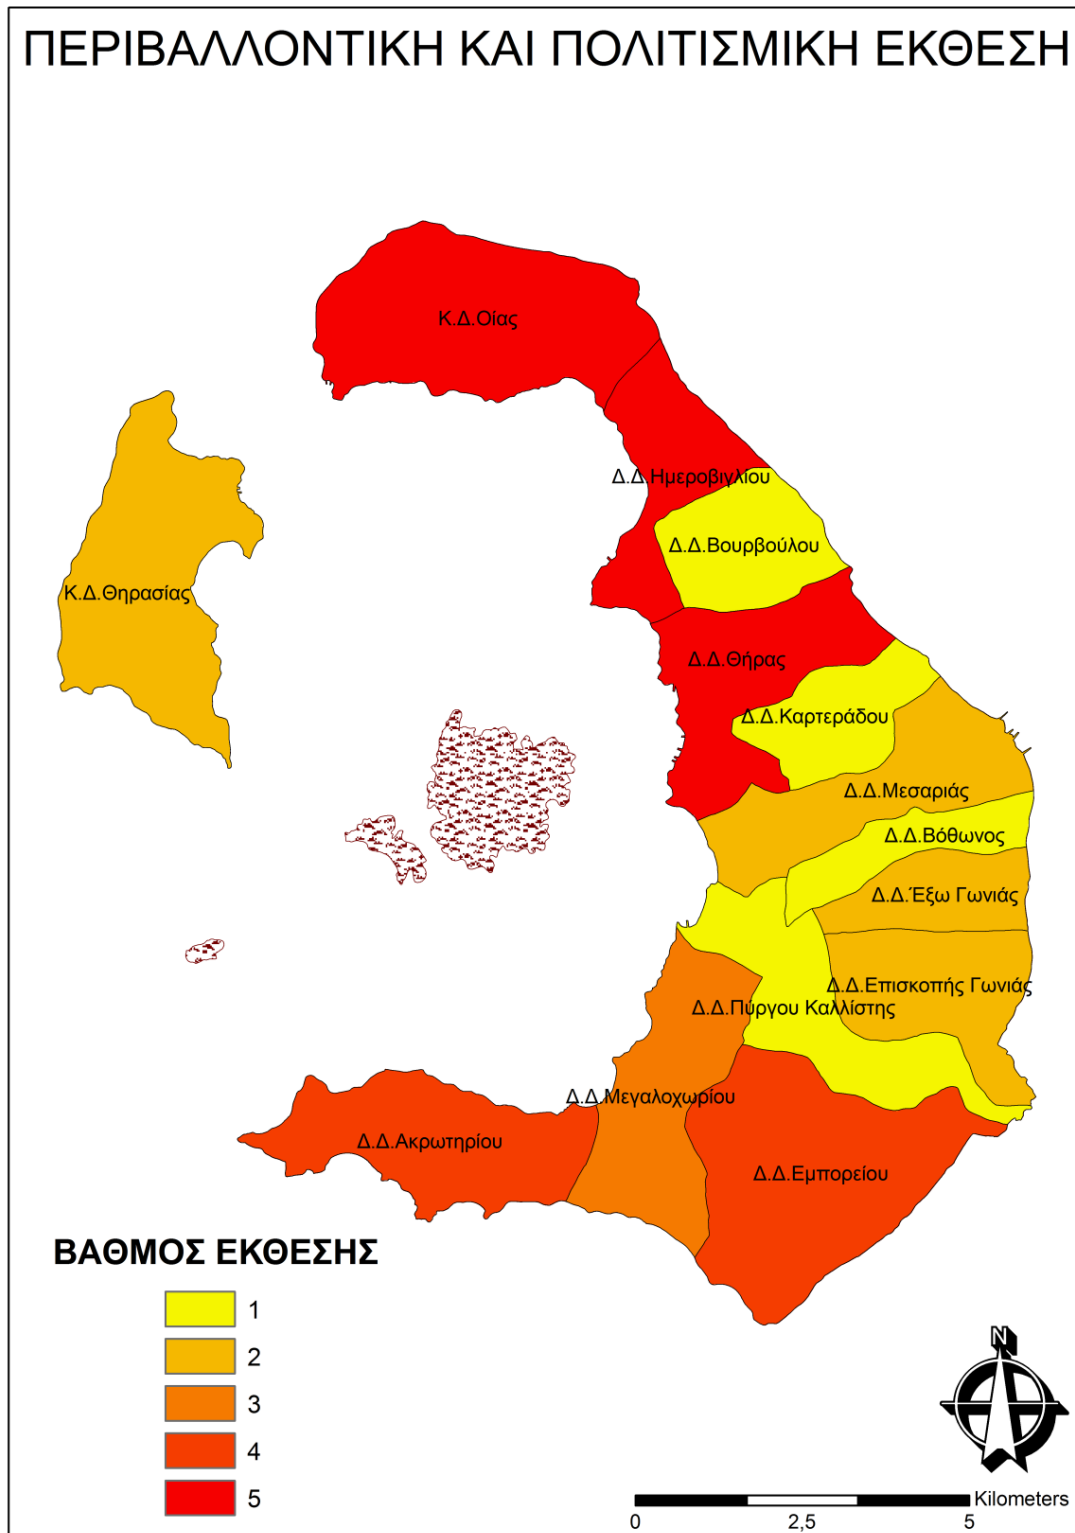 ΠΕΡΙΒΑΛΛΟΝΤΙΚΗ ΚΑΙ ΠΟΛΙΤΙΣΜΙΚΗ ΕΚΘΕΣΗ
Κ.Δ.Οίας
Δ.Δ.Ημεροβιγλίου
Δ.Δ.Βουρβούλου
Κ.Δ.Θηρασίας
Δ.Δ.Θήρας
Δ.Δ.Καρτεράδου
Δ.Δ.Μεσαριάς
Δ.Δ.Βόθωνος
Δ.Δ.Έξω Γωνιάς
Δ.Δ.Επισκοπής Γωνιάς
Δ.Δ.Πύργου Καλλίστης
Δ.Δ.Μεγαλοχωρίου
Δ.Δ.Ακρωτηρίου
Δ.Δ.Εμπορείου
ΒΑΘΜΟΣ ΕΚΘΕΣΗΣ
1
2
3
4
5
N
Kilometers
0 2,5 5